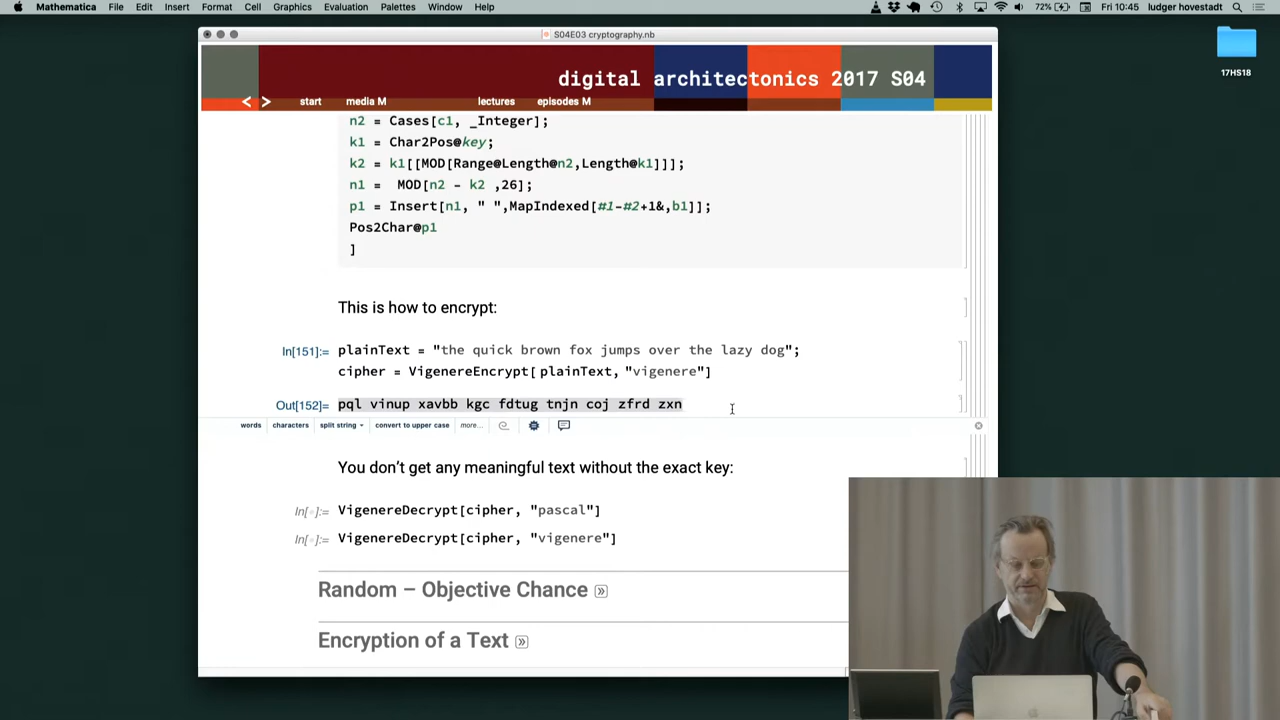 Mathematica File Edit Insert Format Cell Graphics Evaluation Palettes Window Help 72% Fri 10:45 ludger hovestadt
S04E03 cryptography.nb
17HS18
digital architectonics 2017 S04
< > start media M lectures episodes M
n2 = Cases[c1, _Integer];
k1 = Char2Pos@key;
k2 = k1[[MOD[Range@Length@n2,Length@k1]]];
n1 = MOD[n2 - k2 ,26];
p1 = Insert[n1, " ",MapIndexed[#1-#2+1&,b1]];
Pos2Char@p1
]
This is how to encrypt:
In[151]:= plainText = "the quick brown fox jumps over the lazy dog";
cipher = VigenereEncrypt[ plainText, "vigenere"]
Out[152]= pql vinup xavbb kgc fdtug tnjn coj zfrd zxn
words characters split string convert to upper case more...
You don't get any meaningful text without the exact key:
In[ ]:= VigenereDecrypt[cipher, "pascal"]
In[ ]:= VigenereDecrypt[cipher, "vigenere"]
Random – Objective Chance »
Encryption of a Text »